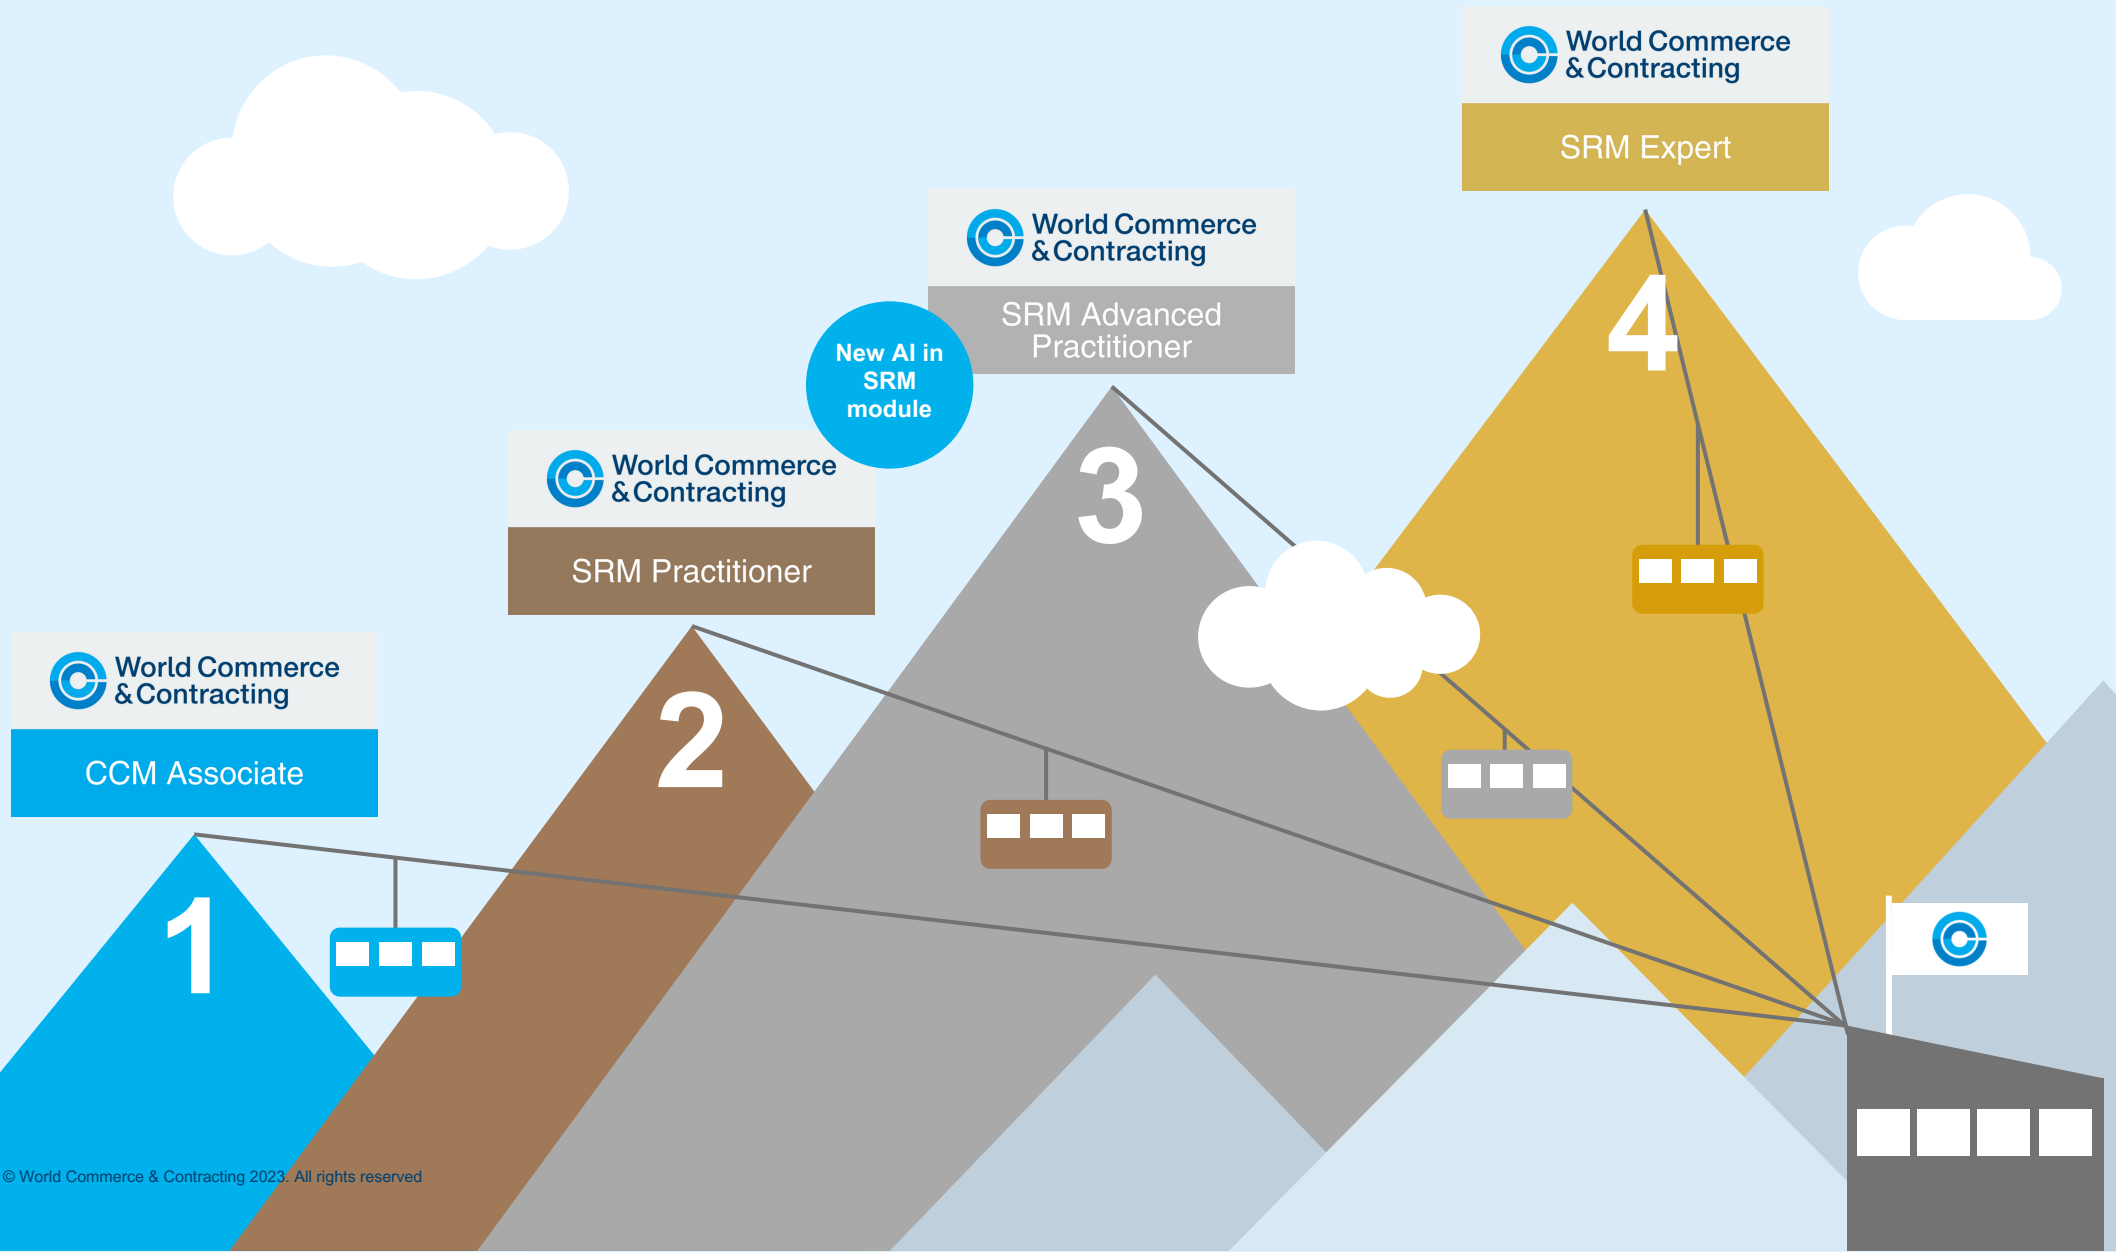 World Commerce
& Contracting
SRM Expert
4
World Commerce
& Contracting
SRM Advanced
Practitioner
New AI in
SRM
module
3
World Commerce
& Contracting
SRM Practitioner
2
World Commerce
& Contracting
CCM Associate
1
© World Commerce & Contracting 2023. All rights reserved